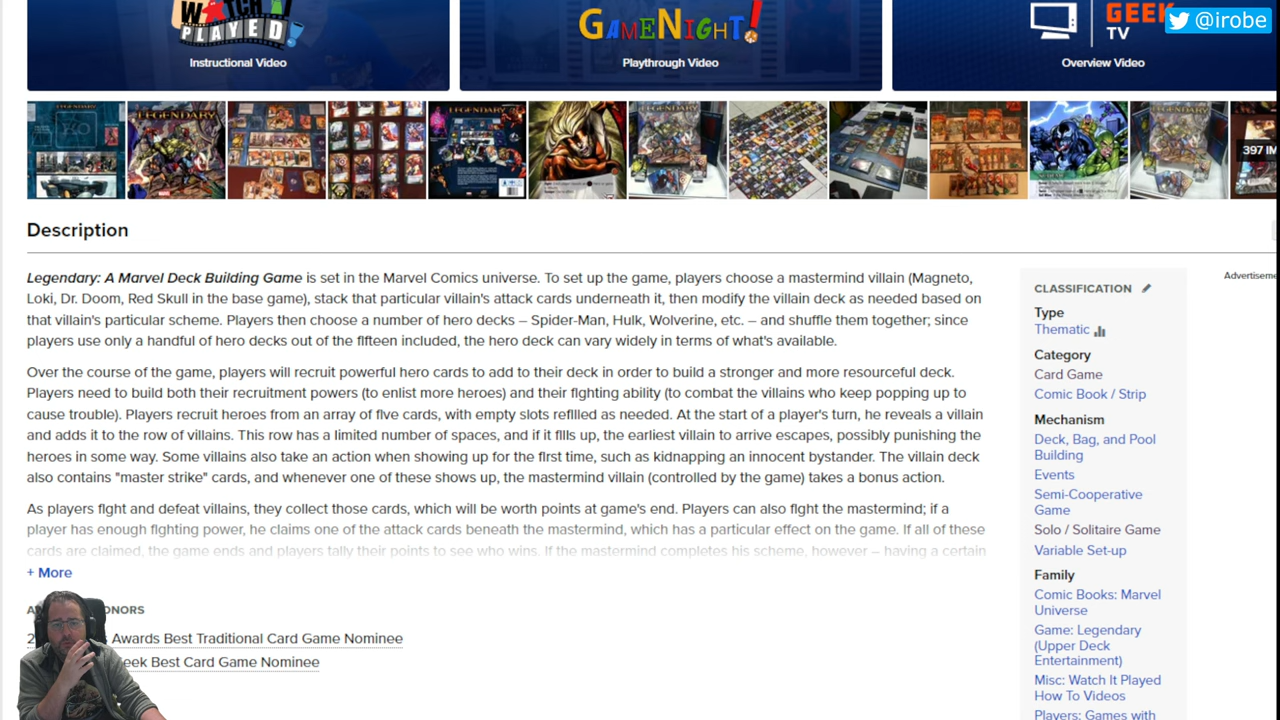 WATCH IT
PLAYED
Instructional Video
GAMENIGHT!
Playthrough Video
GEEK
TV
Overview Video
@irobe
LEGENDARY
LEGENDARY
KO
397 IM
Description
Legendary: A Marvel Deck Building Game is set in the Marvel Comics universe. To set up the game, players choose a mastermind villain (Magneto,
Loki, Dr. Doom, Red Skull in the base game), stack that particular villain's attack cards underneath it, then modify the villain deck as needed based on
that villain's particular scheme. Players then choose a number of hero decks – Spider-Man, Hulk, Wolverine, etc. – and shuffle them together; since
players use only a handful of hero decks out of the fifteen included, the hero deck can vary widely in terms of what's available.
Over the course of the game, players will recruit powerful hero cards to add to their deck in order to build a stronger and more resourceful deck.
Players need to build both their recruitment powers (to enlist more heroes) and their fighting ability (to combat the villains who keep popping up to
cause trouble). Players recruit heroes from an array of five cards, with empty slots refilled as needed. At the start of a player's turn, he reveals a villain
and adds it to the row of villains. This row has a limited number of spaces, and if it fills up, the earliest villain to arrive escapes, possibly punishing the
heroes in some way. Some villains also take an action when showing up for the first time, such as kidnapping an innocent bystander. The villain deck
also contains "master strike" cards, and whenever one of these shows up, the mastermind villain (controlled by the game) takes a bonus action.
As players fight and defeat villains, they collect those cards, which will be worth points at game's end. Players can also fight the mastermind; if a
player has enough fighting power, he claims one of the attack cards beneath the mastermind, which has a particular effect on the game. If all of these
cards are claimed, the game ends and players tally their points to see who wins. If the mastermind completes his scheme, however – having a certain
+ More
ONORS
Awards Best Traditional Card Game Nominee
eek Best Card Game Nominee
Advertiseme
CLASSIFICATION
Type
Thematic
Category
Card Game
Comic Book / Strip
Mechanism
Deck, Bag, and Pool
Building
Events
Semi-Cooperative
Game
Solo / Solitaire Game
Variable Set-up
Family
Comic Books: Marvel
Universe
Game: Legendary
(Upper Deck
Entertainment)
Misc: Watch It Played
How To Videos
Players: Games with